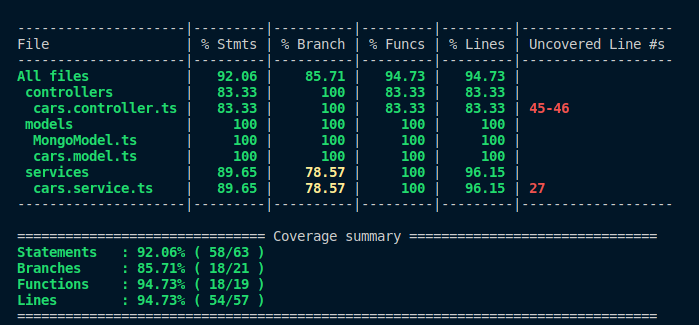 ---------------------|---------|----------|---------|---------|-------------------
File                 | % Stmts | % Branch | % Funcs | % Lines | Uncovered Line #s
---------------------|---------|----------|---------|---------|-------------------
All files            |   92.06 |    85.71 |   94.73 |   94.73 |
 controllers         |   83.33 |      100 |   83.33 |   83.33 |
  cars.controller.ts |   83.33 |      100 |   83.33 |   83.33 | 45-46
 models              |     100 |      100 |     100 |     100 |
  MongoModel.ts      |     100 |      100 |     100 |     100 |
  cars.model.ts      |     100 |      100 |     100 |     100 |
 services            |   89.65 |    78.57 |     100 |   96.15 |
  cars.service.ts    |   89.65 |    78.57 |     100 |   96.15 | 27
---------------------|---------|----------|---------|---------|-------------------
=============================== Coverage summary ===============================
Statements   : 92.06% ( 58/63 )
Branches     : 85.71% ( 18/21 )
Functions    : 94.73% ( 18/19 )
Lines        : 94.73% ( 54/57 )
================================================================================